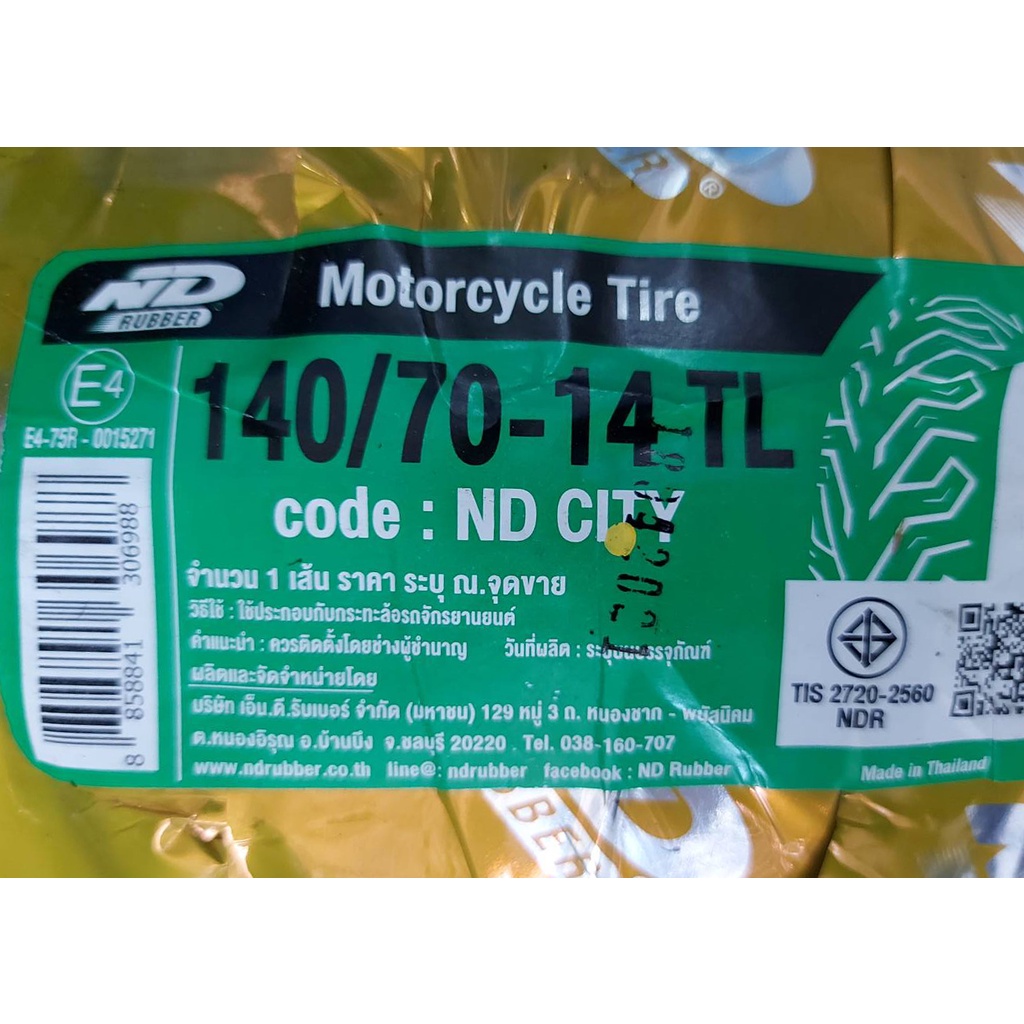 ND
RUBBER
Motorcycle Tire
E4
E4-75R - 0015271
140/70-14 TL
code : ND CITY
จำนวน 1 เส้น ราคา ระบุ ณ.จุดขาย
วิธีใช้ : ใช้ประกอบกับกระทะล้อรถจักรยานยนต์
คำแนะนำ : ควรติดตั้งโดยช่างผู้ชำนาญ วันที่ผลิต : ระบุบนบรรจุภัณฑ์
ผลิตและจัดจำหน่ายโดย
บริษัท เอ็น.ดี.รับเบอร์ จำกัด (มหาชน) 129 หมู่ 3 ถ. หนองชาก - พนัสนิคม
ต.หนองอิรุณ อ.บ้านบึง จ.ชลบุรี 20220 Tel. 038-160-707
www.ndrubber.co.th line@: ndrubber facebook : ND Rubber
8 858841 306988
TIS 2720-2560
NDR
Made in Thailand